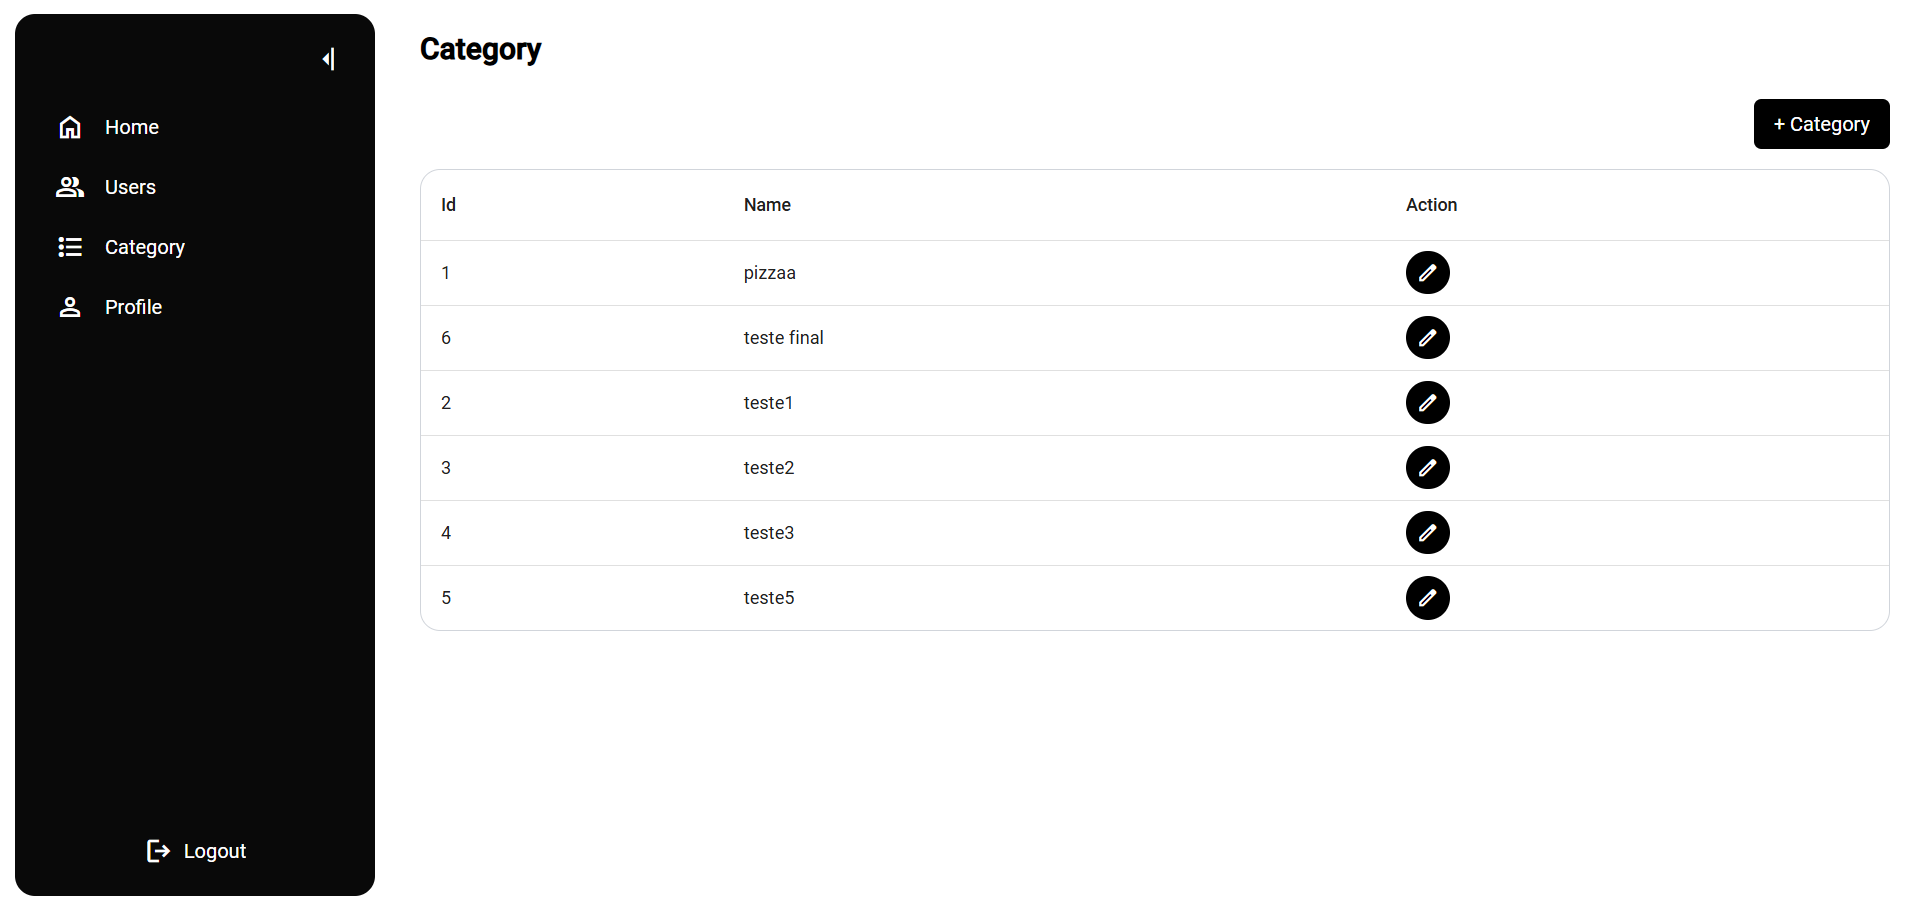 Home
Users
Category
Profile
Logout
Category
+ Category
Id Name Action
1 pizzaa
6 teste final
2 teste1
3 teste2
4 teste3
5 teste5